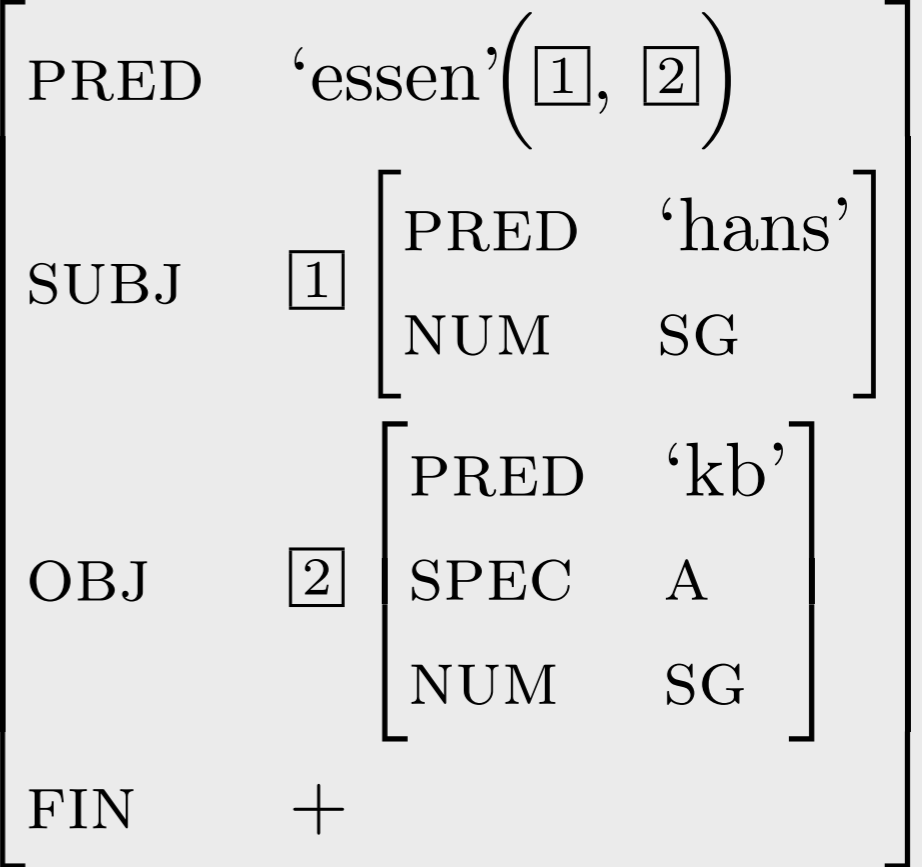 PRED ‘essen’(1, 2)
SUBJ 1 PRED ‘hans’
NUM SG
OBJ 2 PRED ‘kb’
SPEC A
NUM SG
FIN +